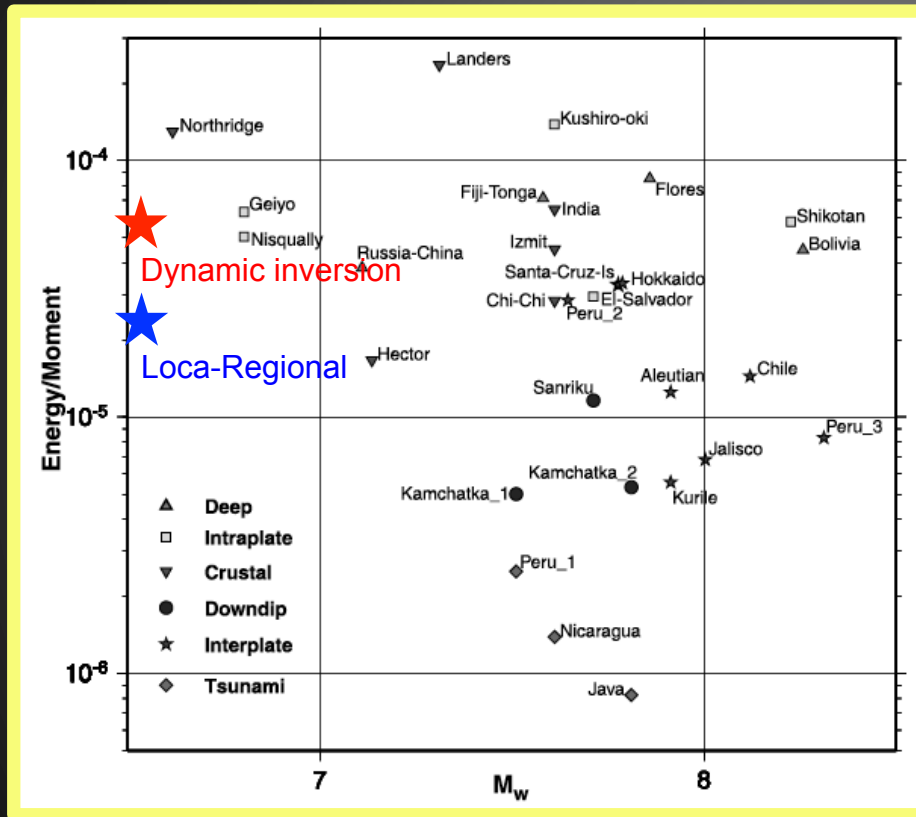 Landers
Northridge
Kushiro-oki
10-4
Fiji-Tonga
Flores
Geiyo
India
Shikotan
Nisqually
Izmit
Bolivia
Russia-China
Dynamic inversion
Santa-Cruz-Is
Hokkaido
Chi-Chi
El-Salvador
Peru_2
Hector
Loca-Regional
Aleutian
Chile
Sanriku
10-5
Peru_3
Jalisco
Kamchatka_2
Kamchatka_1
Kurile
Energy/Moment
Deep
Intraplate
Crustal
Downdip
Interplate
Tsunami
Peru_1
Nicaragua
10-6
Java
7
8
Mw